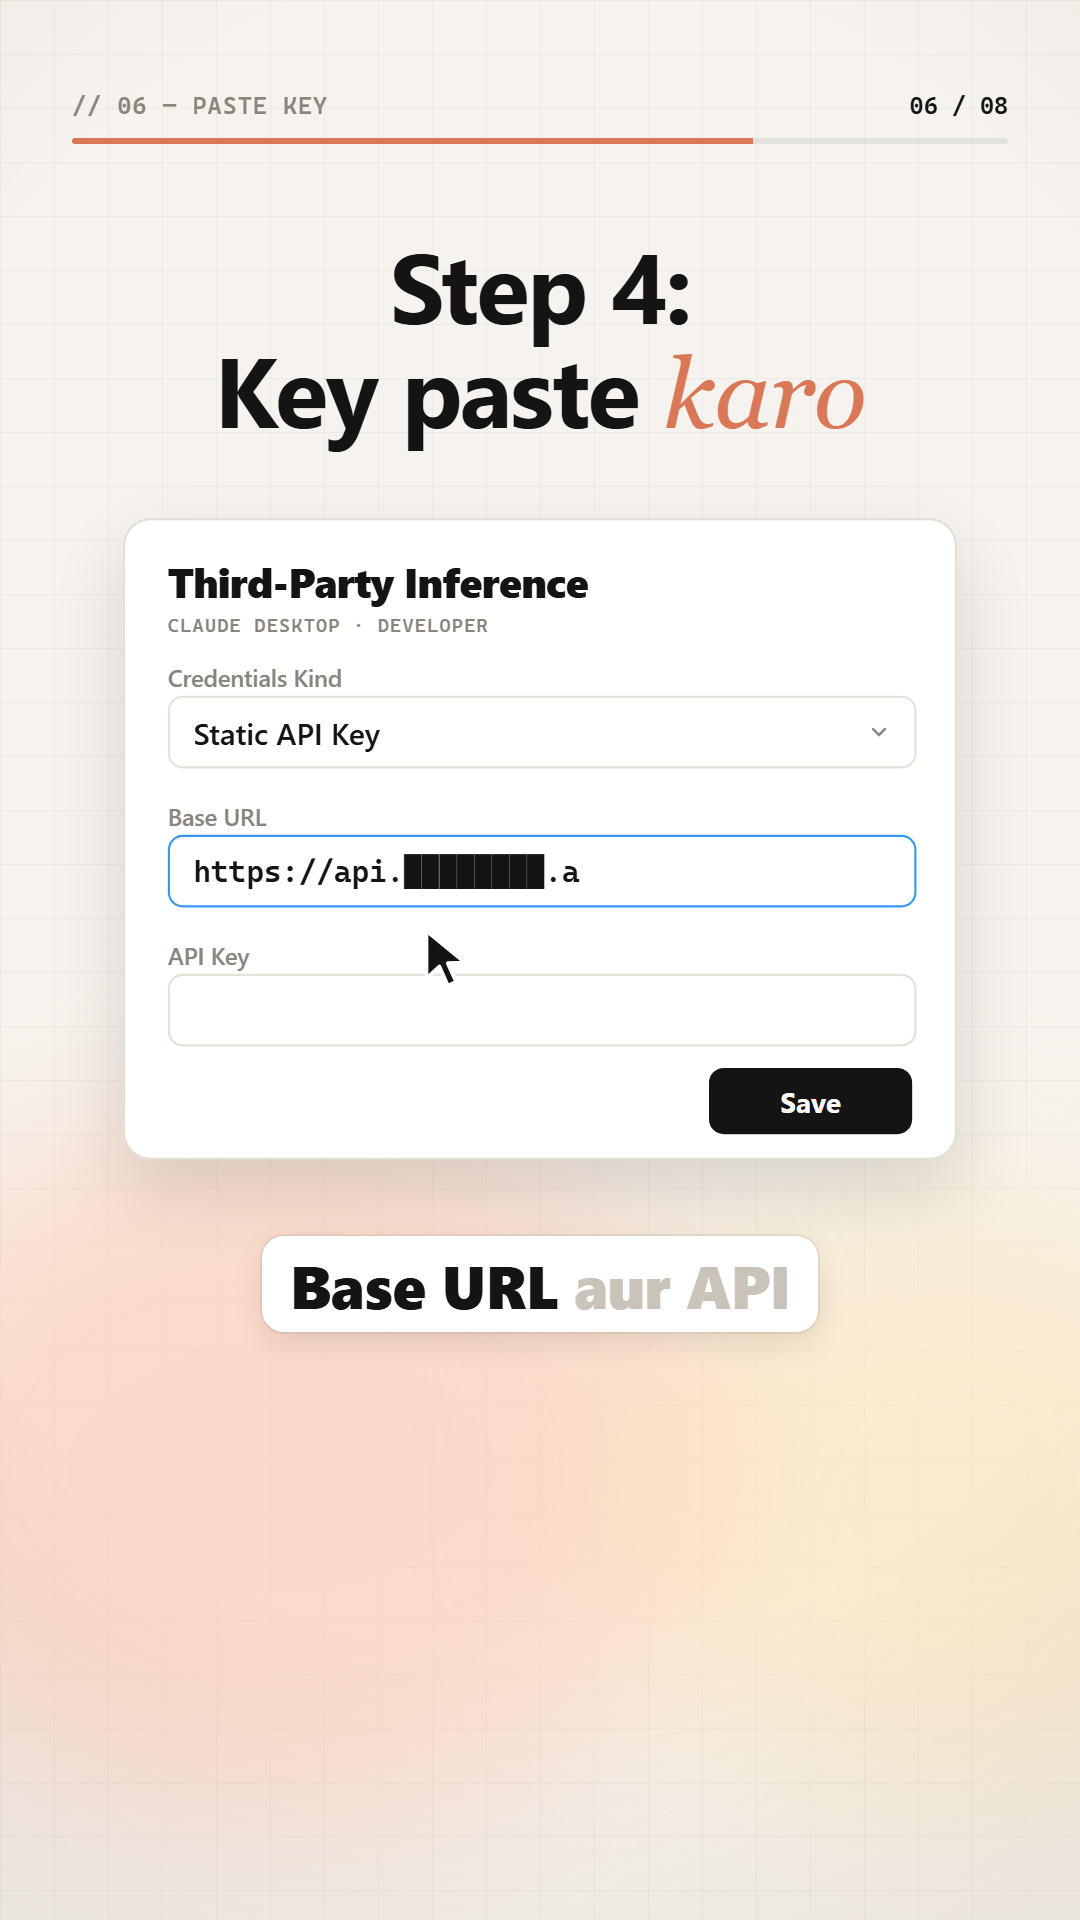 // 06 — PASTE KEY
06 / 08
Step 4:
Key paste karo
Third-Party Inference
CLAUDE DESKTOP · DEVELOPER
Credentials Kind
Static API Key
Base URL
https://api.████████.a
API Key
Save
Base URL aur API